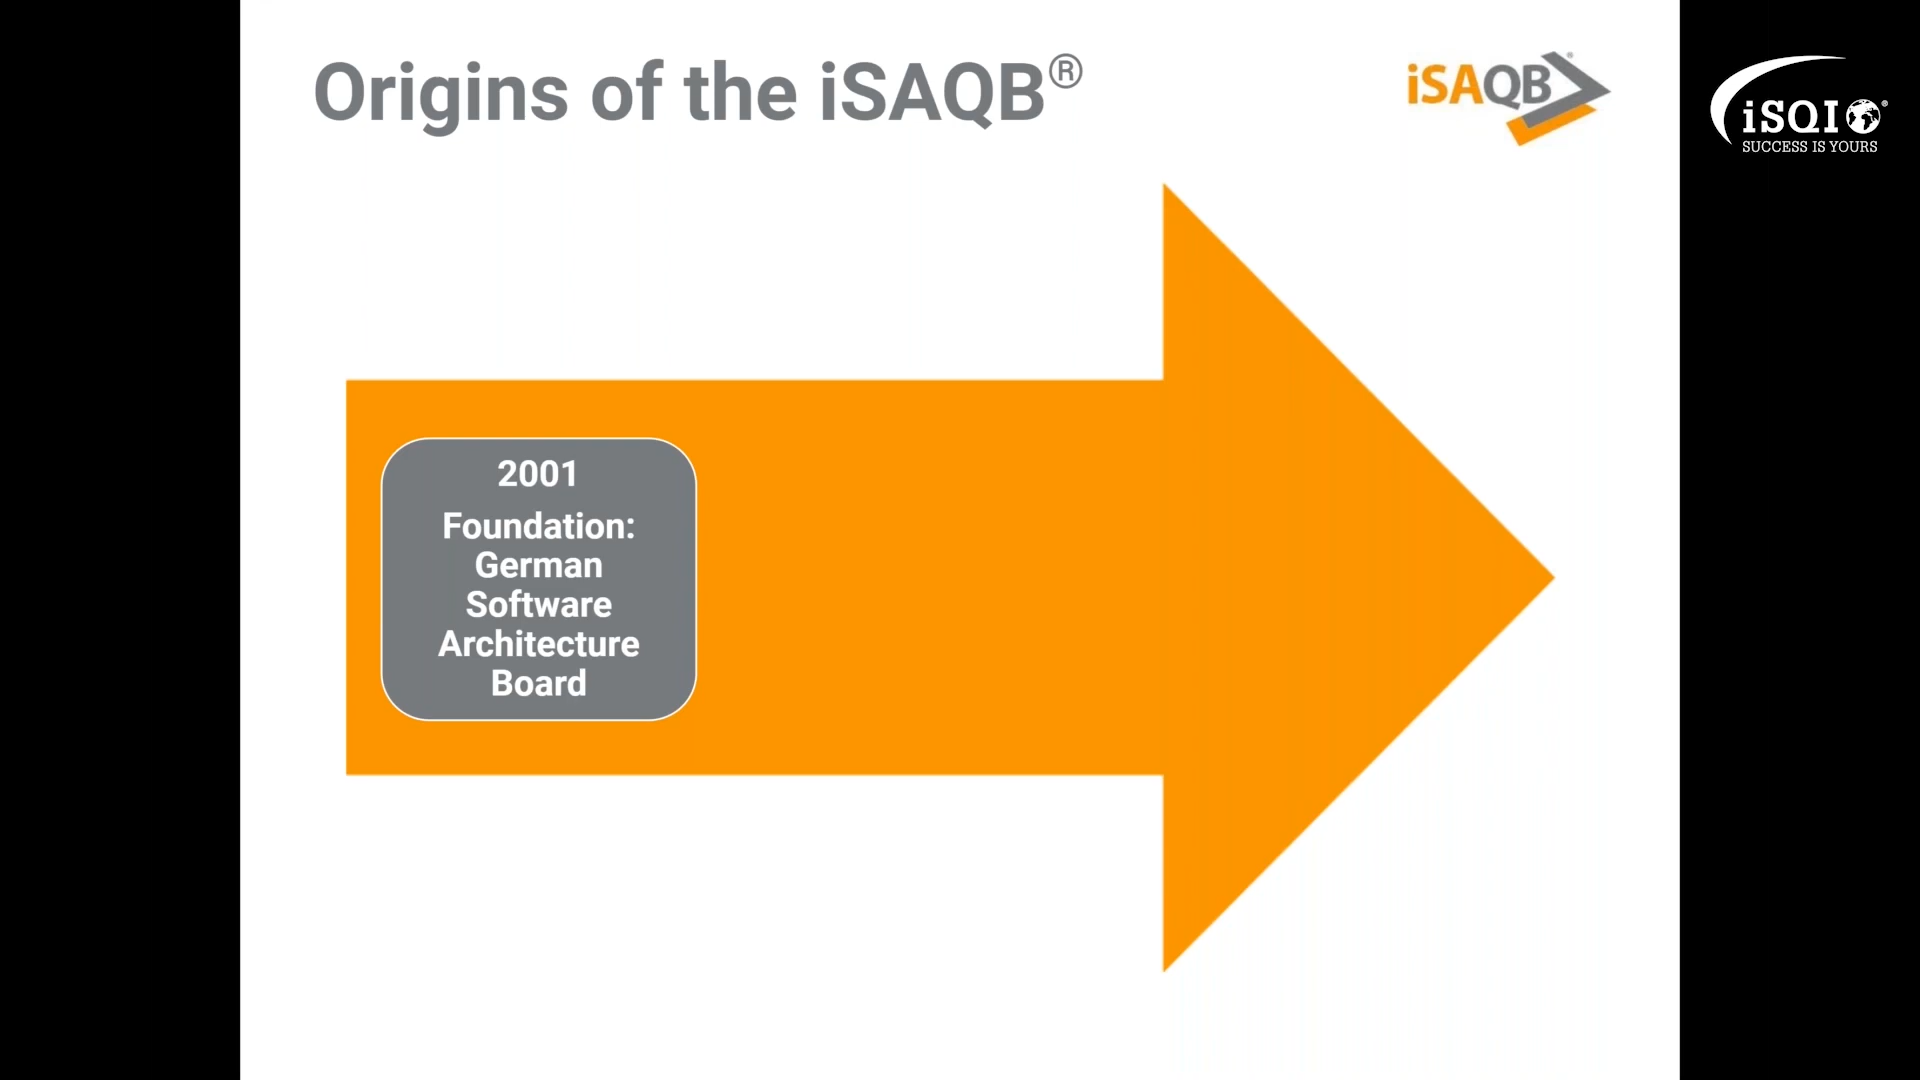 Origins of the iSAQB®
iSAQB®
iSQI®
SUCCESS IS YOURS
2001
Foundation:
German
Software
Architecture
Board